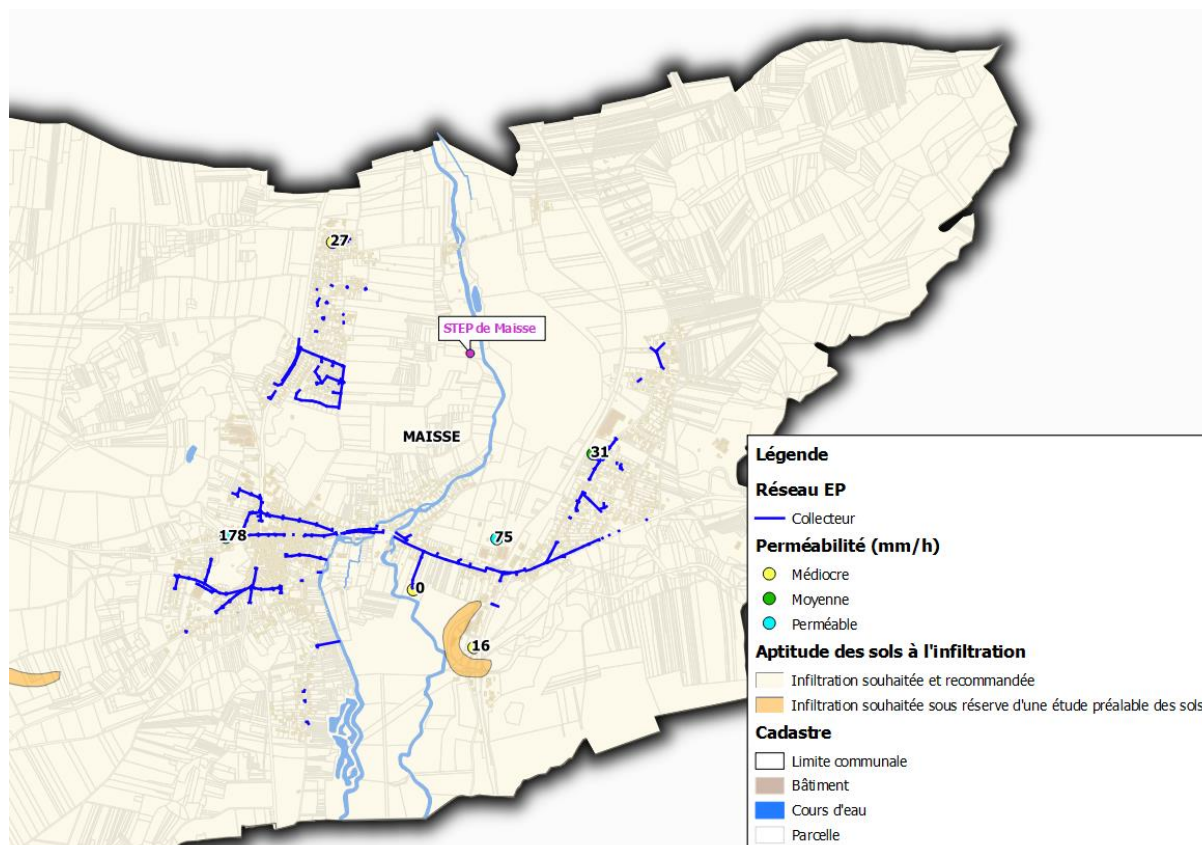 27
STEP de Maisse
MAISSE
31
178
75
0
16
Légende
Réseau EP
Collecteur
Perméabilité (mm/h)
Médiocre
Moyenne
Perméable
Aptitude des sols à l'infiltration
Infiltration souhaitée et recommandée
Infiltration souhaitée sous réserve d'une étude préalable des sols
Cadastre
Limite communale
Bâtiment
Cours d'eau
Parcelle